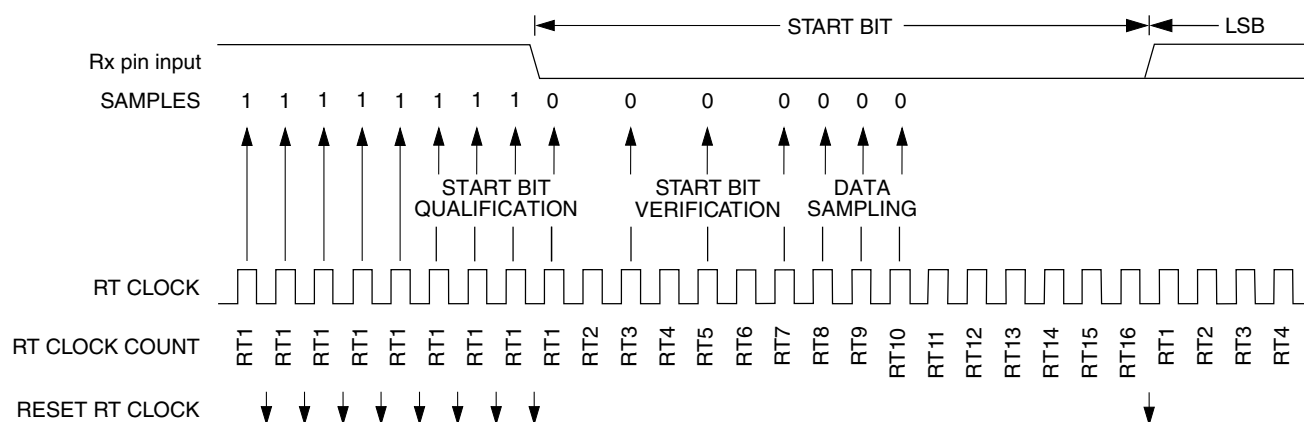 START BIT LSB
Rx pin input
SAMPLES 1 1 1 1 1 1 1 1 0 0 0 0 0 0 0
START BIT QUALIFICATION
START BIT VERIFICATION
DATA SAMPLING
RT CLOCK
RT CLOCK COUNT RT1 RT1 RT1 RT1 RT1 RT1 RT1 RT1 RT1 RT2 RT3 RT4 RT5 RT6 RT7 RT8 RT9 RT10 RT11 RT12 RT13 RT14 RT15 RT16 RT1 RT2 RT3 RT4
RESET RT CLOCK